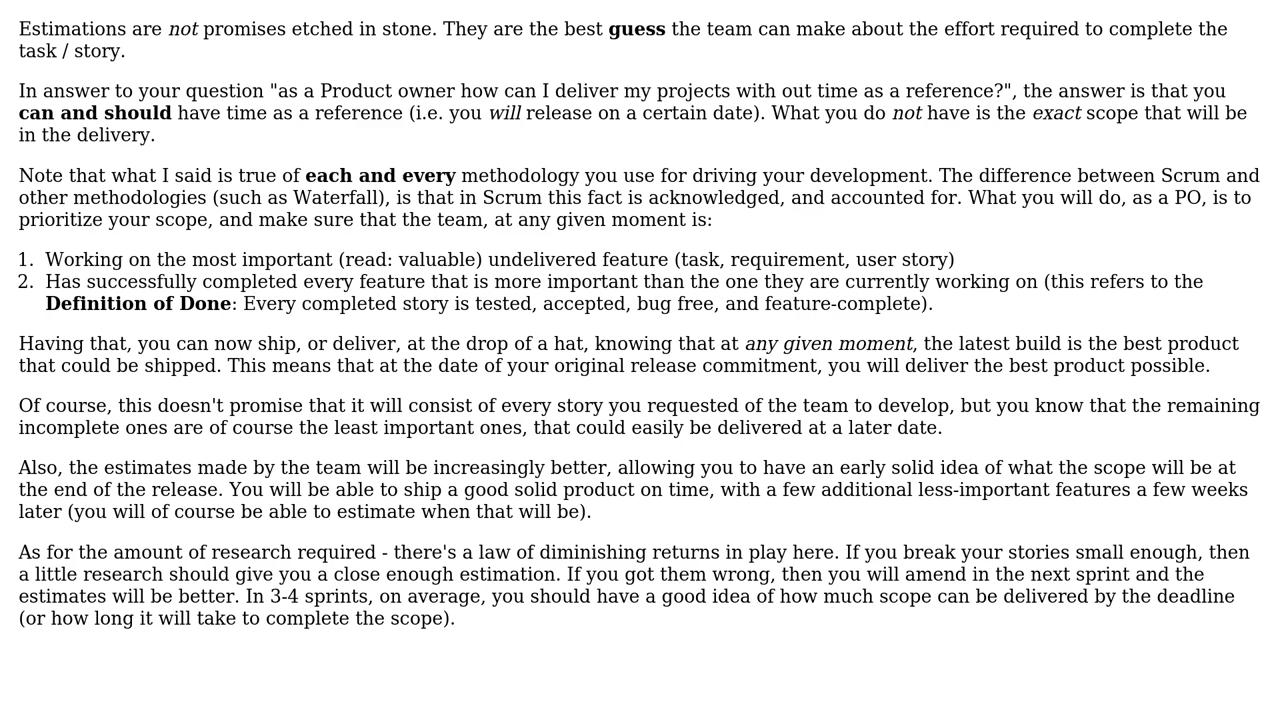 Estimations are not promises etched in stone. They are the best guess the team can make about the effort required to complete the
task / story.
In answer to your question "as a Product owner how can I deliver my projects with out time as a reference?", the answer is that you
can and should have time as a reference (i.e. you will release on a certain date). What you do not have is the exact scope that will be
in the delivery.
Note that what I said is true of each and every methodology you use for driving your development. The difference between Scrum and
other methodologies (such as Waterfall), is that in Scrum this fact is acknowledged, and accounted for. What you will do, as a PO, is to
prioritize your scope, and make sure that the team, at any given moment is:
1. Working on the most important (read: valuable) undelivered feature (task, requirement, user story)
2. Has successfully completed every feature that is more important than the one they are currently working on (this refers to the
Definition of Done: Every completed story is tested, accepted, bug free, and feature-complete).
Having that, you can now ship, or deliver, at the drop of a hat, knowing that at any given moment, the latest build is the best product
that could be shipped. This means that at the date of your original release commitment, you will deliver the best product possible.
Of course, this doesn't promise that it will consist of every story you requested of the team to develop, but you know that the remaining
incomplete ones are of course the least important ones, that could easily be delivered at a later date.
Also, the estimates made by the team will be increasingly better, allowing you to have an early solid idea of what the scope will be at
the end of the release. You will be able to ship a good solid product on time, with a few additional less-important features a few weeks
later (you will of course be able to estimate when that will be).
As for the amount of research required - there's a law of diminishing returns in play here. If you break your stories small enough, then
a little research should give you a close enough estimation. If you got them wrong, then you will amend in the next sprint and the
estimates will be better. In 3-4 sprints, on average, you should have a good idea of how much scope can be delivered by the deadline
(or how long it will take to complete the scope).